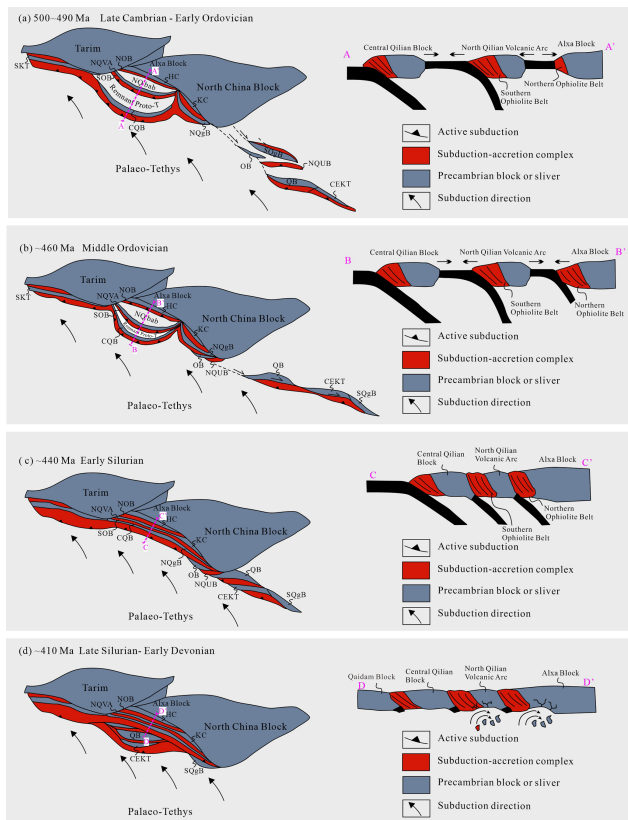 (a) 500~490 Ma Late Cambrian - Early Ordovician
Tarim
NOB
NQVA
Alxa Block
A'
HC
SKT
SOB
NQbab
Remnant Proto-T
North China Block
KC
A
CQB
NQgB
Palaeo-Tethys
OB
SQgB
NQUB
QB
CEKT
A
A'
Central Qilian Block
North Qilian Volcanic Arc
Alxa Block
Northern Ophiolite Belt
Southern
Ophiolite Belt
Active subduction
Subduction-accretion complex
Precambrian block or sliver
Subduction direction
(b) ~460 Ma Middle Ordovician
Tarim
NOB
NQVA
Alxa Block
B'
HC
SKT
SOB
NQbab
Remnant Proto-T
North China Block
KC
CQB
B
NQgB
OB
NQUB
QB
CEKT
SQgB
Palaeo-Tethys
B
B'
Central Qilian Block
North Qilian Volcanic Arc
Alxa Block
Southern
Ophiolite Belt
Northern
Ophiolite Belt
Active subduction
Subduction-accretion complex
Precambrian block or sliver
Subduction direction
(c) ~440 Ma Early Silurian
Tarim
NOB
NQVA
Alxa Block
C'
HC
SOB
CQB
C
North China Block
KC
NQgB
OB
NQUB
QB
CEKT
SQgB
Palaeo-Tethys
C
C'
Central Qilian
Block
North Qilian
Volcanic Arc
Alxa Block
Northern
Ophiolite Belt
Southern
Ophiolite Belt
Active subduction
Subduction-accretion complex
Precambrian block or sliver
Subduction direction
(d) ~410 Ma Late Silurian- Early Devonian
Tarim
NOB
NQVA
Alxa Block
D'
HC
North China Block
KC
QB
CEKT
SQgB
Palaeo-Tethys
D
D'
Qaidam Block
Central Qilian
Block
North Qilian
Volcanic Arc
Alxa Block
Active subduction
Subduction-accretion complex
Precambrian block or sliver
Subduction direction